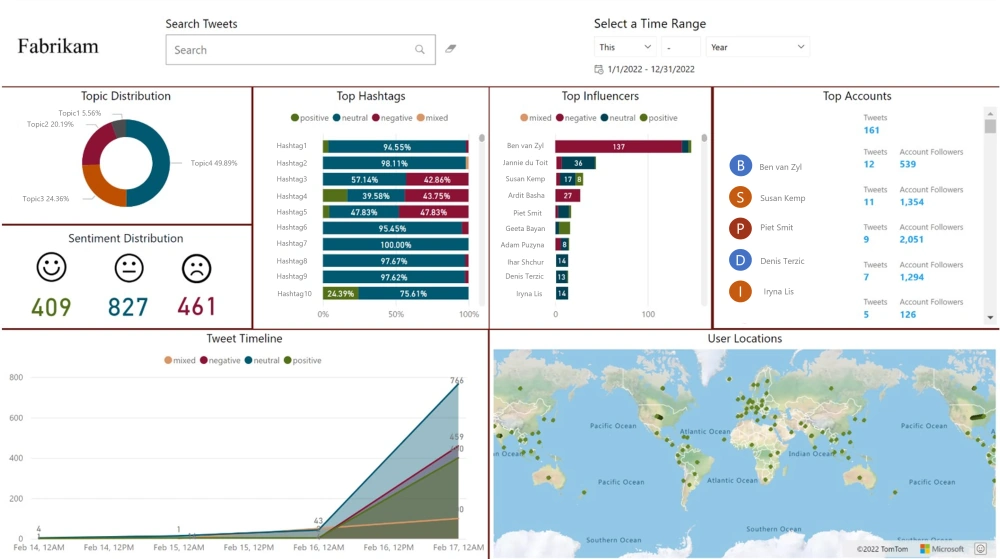 Fabrikam
Search Tweets
Search
Select a Time Range
This
-
Year
1/1/2022 - 12/31/2022
Topic Distribution
Topic1 5.56%
Topic2 20.19%
Topic4 49.89%
Topic3 24.36%
Sentiment Distribution
409 827 461
Top Hashtags
positive neutral negative mixed
Hashtag1 94.55%
Hashtag2 98.11%
Hashtag3 57.14% 42.86%
Hashtag4 39.58% 43.75%
Hashtag5 47.83% 47.83%
Hashtag6 95.45%
Hashtag7 100.00%
Hashtag8 97.67%
Hashtag9 97.62%
Hashtag10 24.39% 75.61%
0% 50% 100%
Top Influencers
mixed negative neutral positive
Ben van Zyl 137
Jannie du Toit 36
Susan Kemp 17 8
Ardit Basha 27
Piet Smit
Geeta Bayan
Adam Puzyna 8
Ihar Shchur 14
Denis Terzic 13
Iryna Lis 14
0 100
Top Accounts
Tweets
161
Tweets Account Followers
B Ben van Zyl 12 539
Tweets Account Followers
S Susan Kemp 11 1,354
Tweets Account Followers
P Piet Smit 9 2,051
Tweets Account Followers
D Denis Terzic 7 1,294
Tweets Account Followers
I Iryna Lis 5 126
Tweet Timeline
mixed negative neutral positive
800
766
600
459
400
200
43
4
1
0
Feb 14, 12AM Feb 14, 12PM Feb 15, 12AM Feb 15, 12PM Feb 16, 12AM Feb 16, 12PM Feb 17, 12AM
User Locations
Pacific Ocean
Atlantic Ocean
Pacific Ocean
Atlantic Ocean
Indian Ocean
Pacific Ocean
Atlantic Ocean
Pacific Ocean
Southern Ocean
Southern Ocean
©2022 TomTom Microsoft